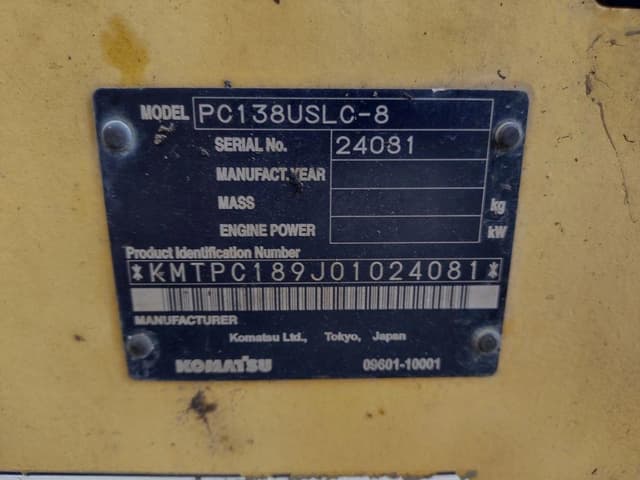 MODEL PC138USLC-8
SERIAL No. 24081
MANUFACT.YEAR
MASS kg
ENGINE POWER kW
Product Identification Number
*KMTPC189J01024081*
MANUFACTURER
Komatsu Ltd., Tokyo, Japan
KOMATSU 09601-10001